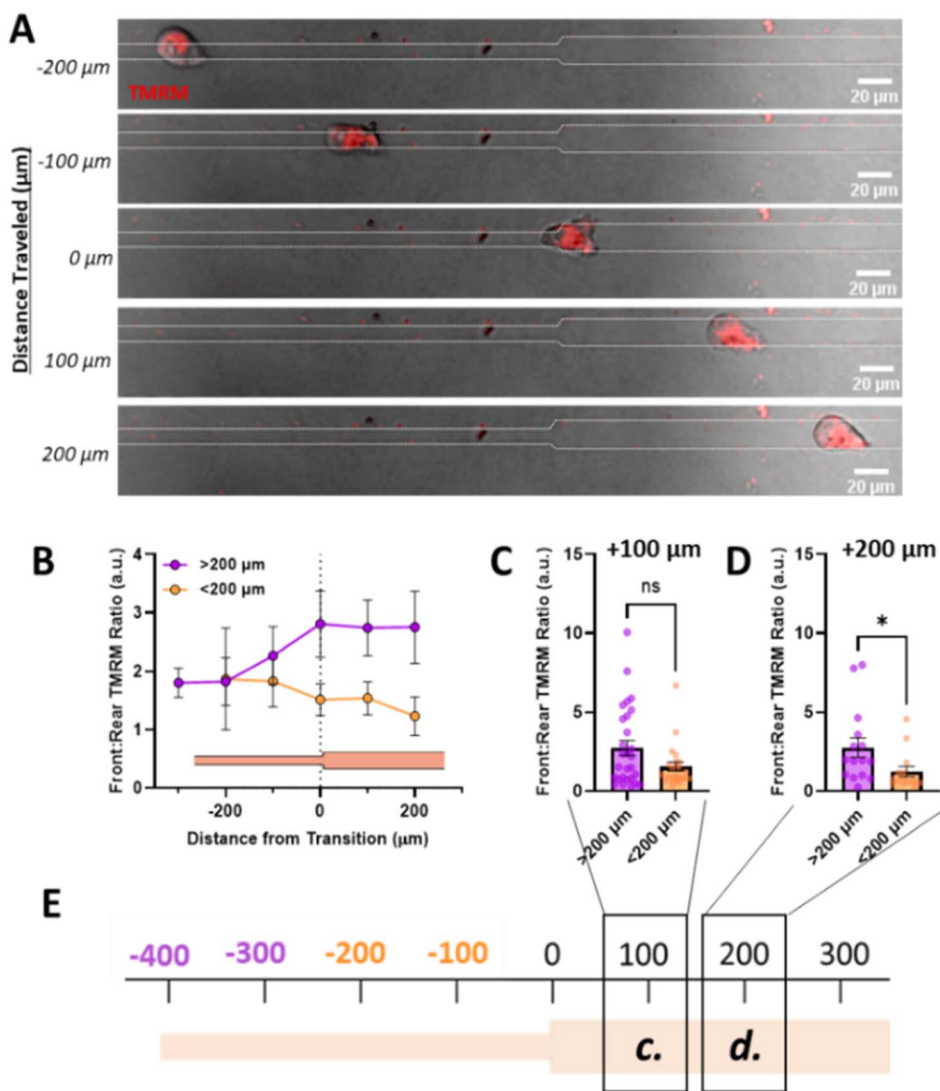 A
-200 µm
TMRM
20 µm
-100 µm
20 µm
Distance Traveled (µm)
0 µm
20 µm
100 µm
20 µm
200 µm
20 µm
B
Front:Rear TMRM Ratio (a.u.)
4
3
2
1
0
>200 µm
<200 µm
-200
0
200
Distance from Transition (µm)
C
+100 µm
Front:Rear TMRM Ratio (a.u.)
15
10
5
0
ns
>200 µm
<200 µm
D
+200 µm
Front:Rear TMRM Ratio (a.u.)
15
10
5
0
*
>200 µm
<200 µm
E
-400 -300 -200 -100 0 100 200 300
c. d.